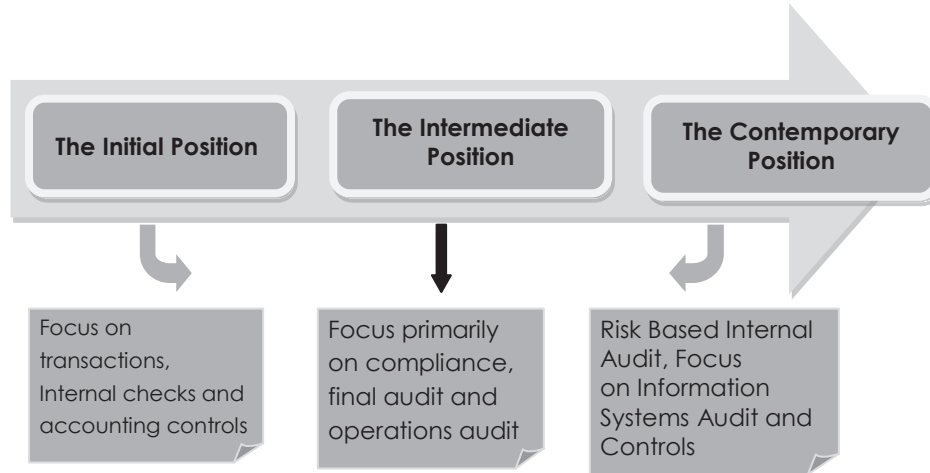 The Initial Position
The Intermediate
Position
The Contemporary
Position
Focus on
transactions,
Internal checks and
accounting controls
Focus primarily
on compliance,
final audit and
operations audit
Risk Based Internal
Audit, Focus
on Information
Systems Audit and
Controls